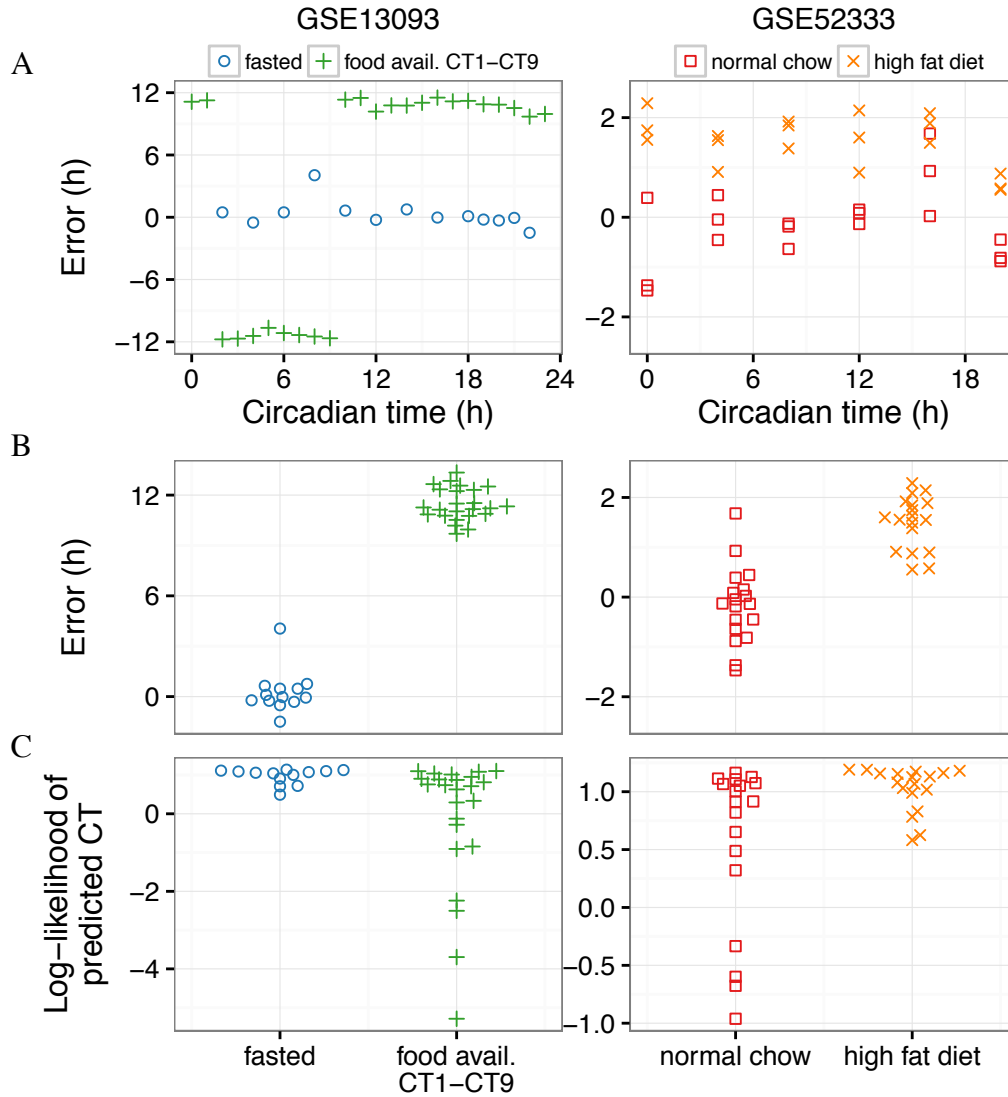 GSE13093
GSE52333
A
fasted
food avail. CT1−CT9
normal chow
high fat diet
Error (h)
12
6
0
−6
−12
0
6
12
18
24
Circadian time (h)
2
0
−2
0
6
12
18
Circadian time (h)
B
Error (h)
12
6
0
2
0
−2
C
Log−likelihood of
predicted CT
0
−2
−4
fasted
food avail.
CT1−CT9
1.0
0.5
0.0
−0.5
−1.0
normal chow
high fat diet